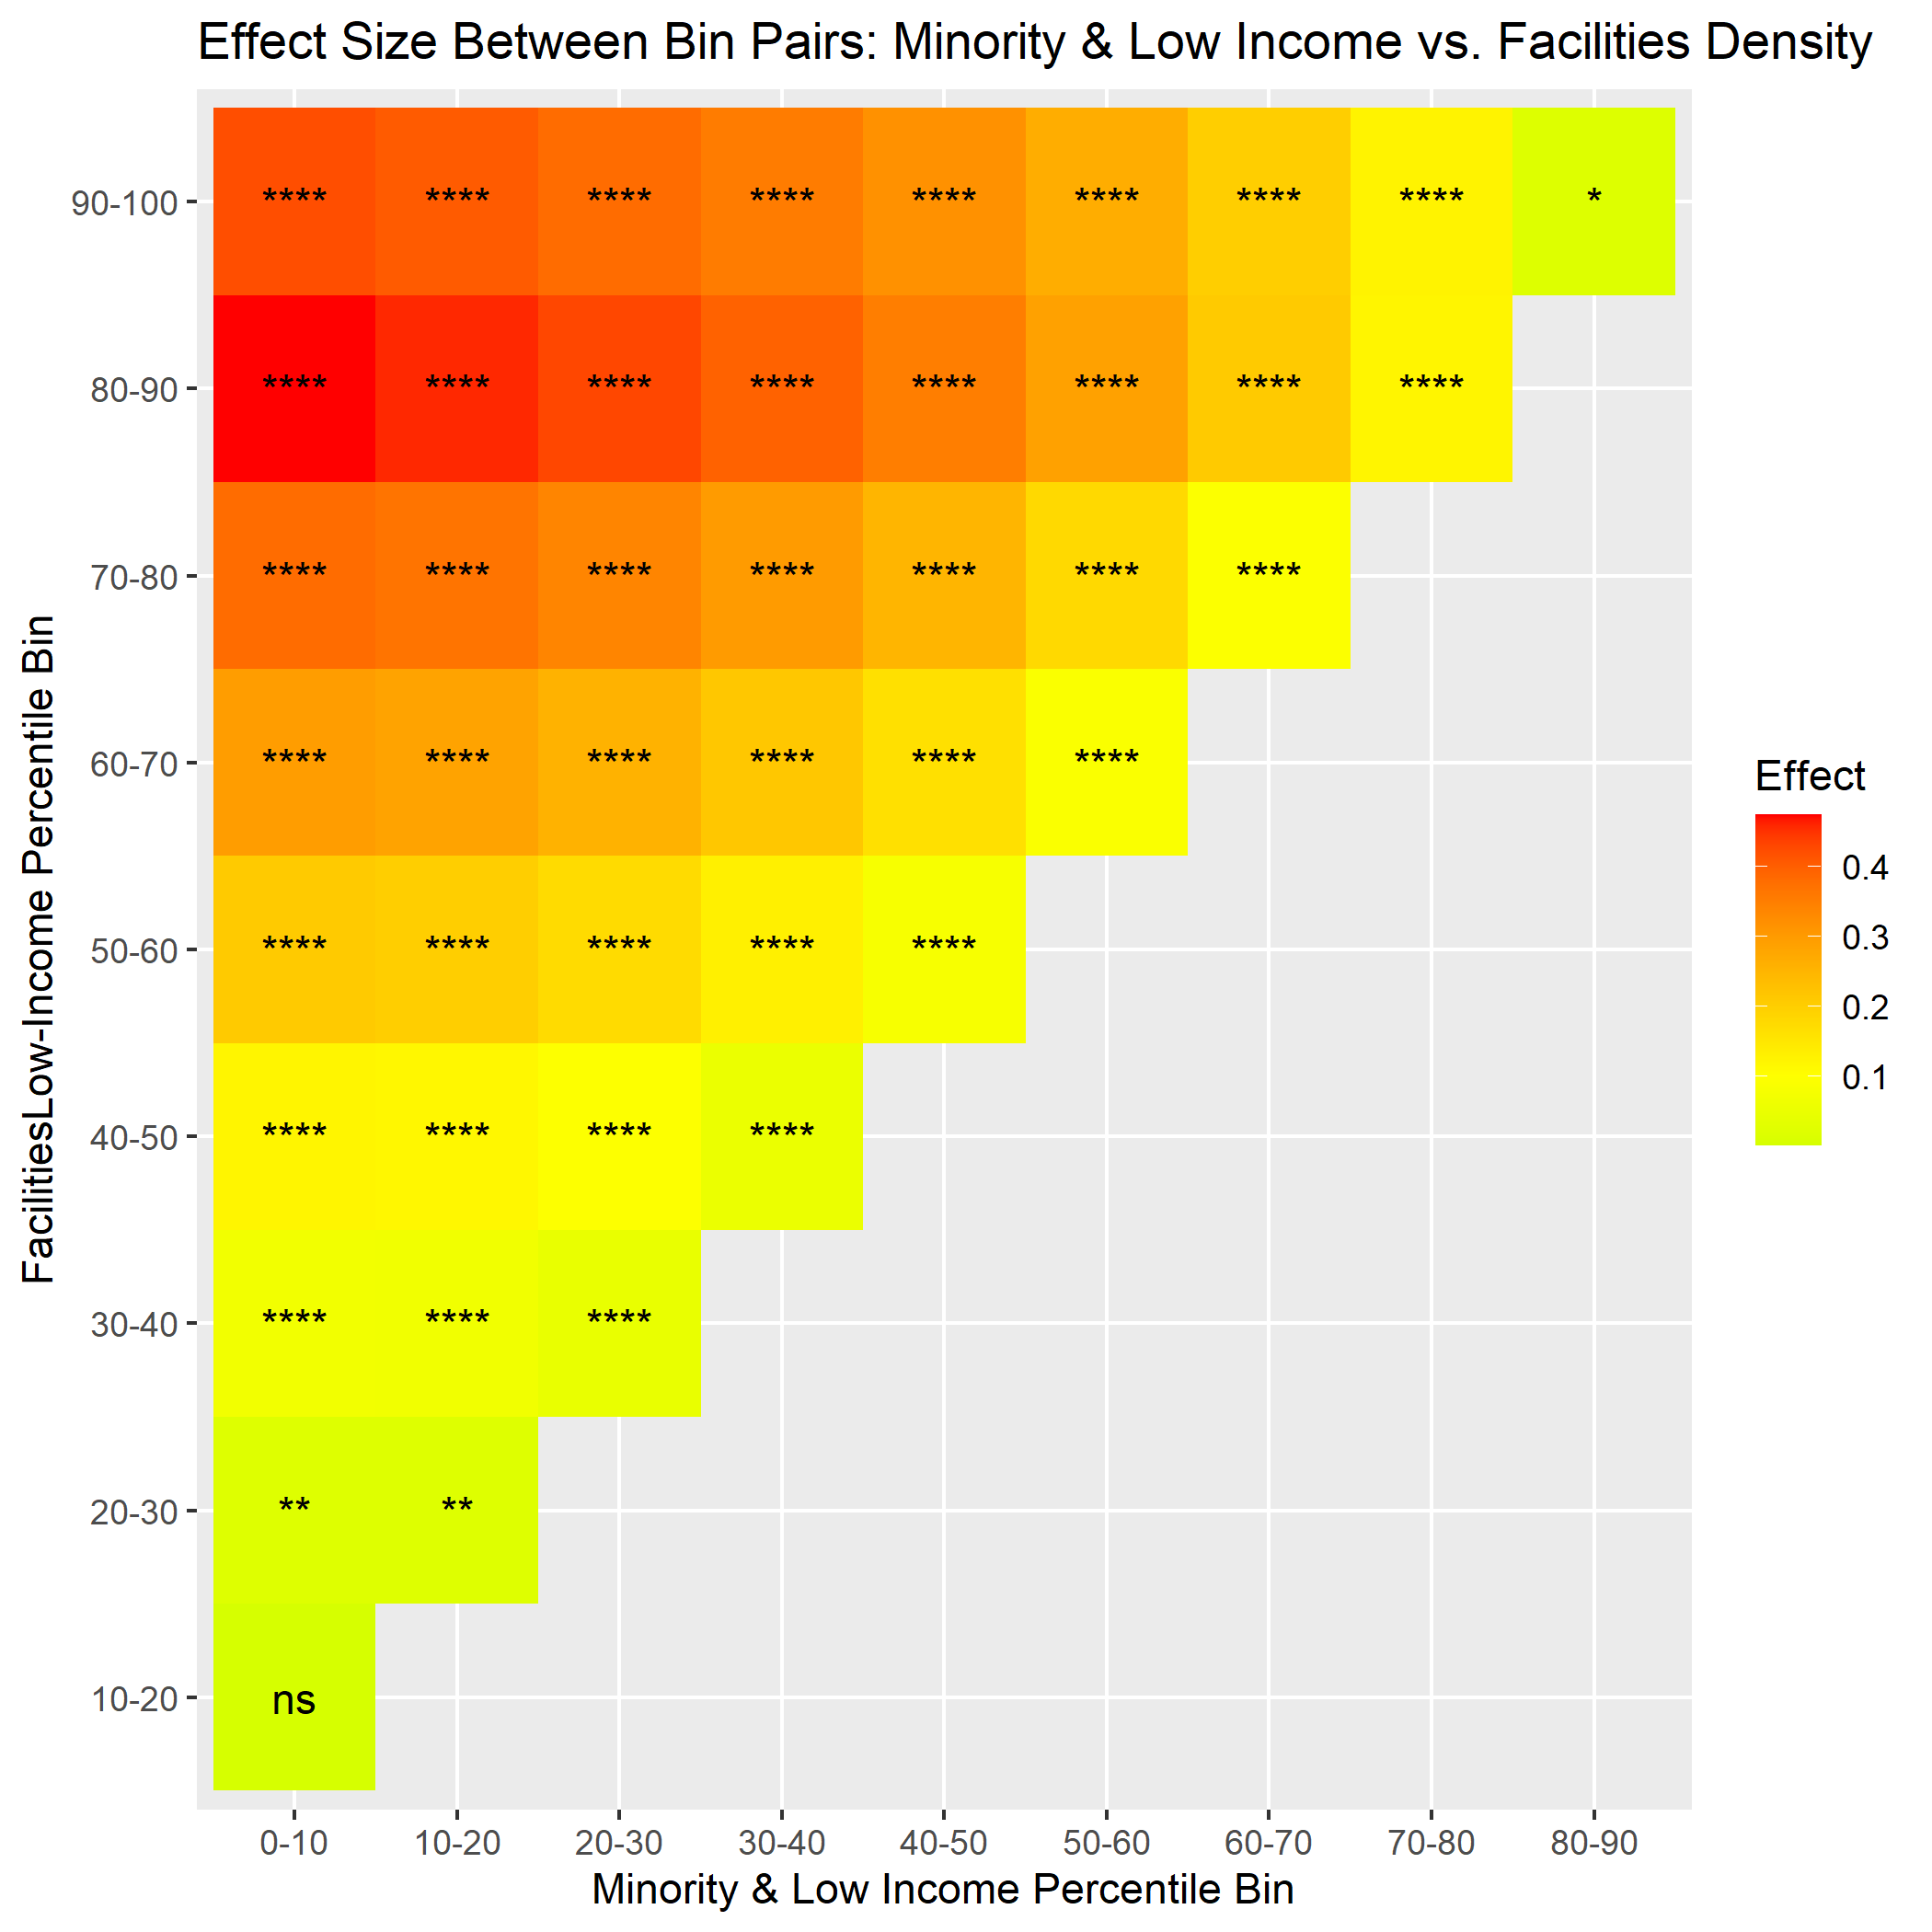 Effect Size Between Bin Pairs: Minority & Low Income vs. Facilities Density
FacilitiesLow-Income Percentile Bin
90-100
**** **** **** **** **** **** **** **** *
80-90
**** **** **** **** **** **** **** ****
70-80
**** **** **** **** **** **** ****
60-70
**** **** **** **** **** ****
50-60
**** **** **** **** ****
40-50
**** **** **** ****
30-40
**** **** ****
20-30
** **
10-20
ns
0-10 10-20 20-30 30-40 40-50 50-60 60-70 70-80 80-90
Minority & Low Income Percentile Bin
Effect
0.4
0.3
0.2
0.1